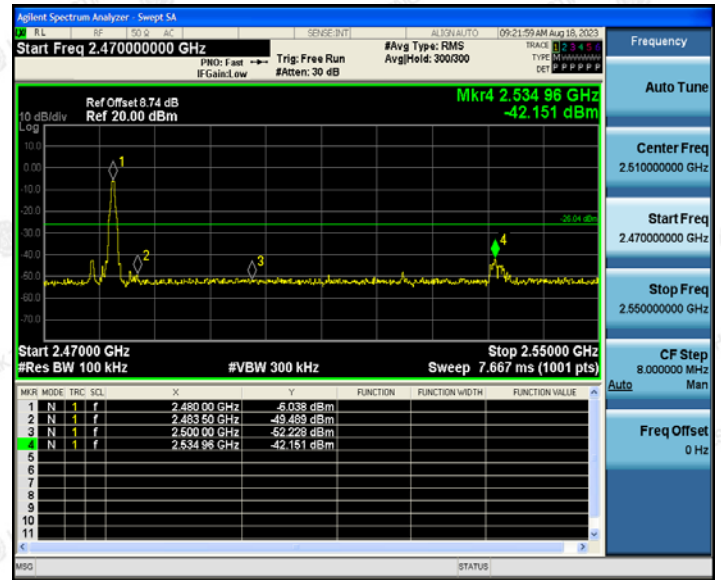 Agilent Spectrum Analyzer - Swept SA
RL RF 50 Ω AC SENSE:INT ALIGN AUTO 09:21:59 AM Aug 18, 2023
Start Freq 2.470000000 GHz #Avg Type: RMS TRACE 1 2 3 4 5 6
PNO: Fast Trig: Free Run Avg|Hold: 300/300 TYPE M
IFGain:Low #Atten: 30 dB DET P P P P P P
Ref Offset 8.74 dB Mkr4 2.534 96 GHz
10 dB/div Ref 20.00 dBm -42.151 dBm
Log
10.0
0.00
-10.0
-20.0
-30.0
-40.0
-50.0
-60.0
-70.0
1
2
3
4
-26.04 dBm
Start 2.47000 GHz Stop 2.55000 GHz
#Res BW 100 kHz #VBW 300 kHz Sweep 7.667 ms (1001 pts)
MKR MODE TRC SCL X Y FUNCTION FUNCTION WIDTH FUNCTION VALUE
1 N 1 f 2.480 00 GHz -6.038 dBm
2 N 1 f 2.483 50 GHz -49.489 dBm
3 N 1 f 2.500 00 GHz -52.228 dBm
4 N 1 f 2.534 96 GHz -42.151 dBm
5
6
7
8
9
10
11
MSG STATUS
Frequency
Auto Tune
Center Freq
2.510000000 GHz
Start Freq
2.470000000 GHz
Stop Freq
2.550000000 GHz
CF Step
8.000000 MHz
Auto Man
Freq Offset
0 Hz